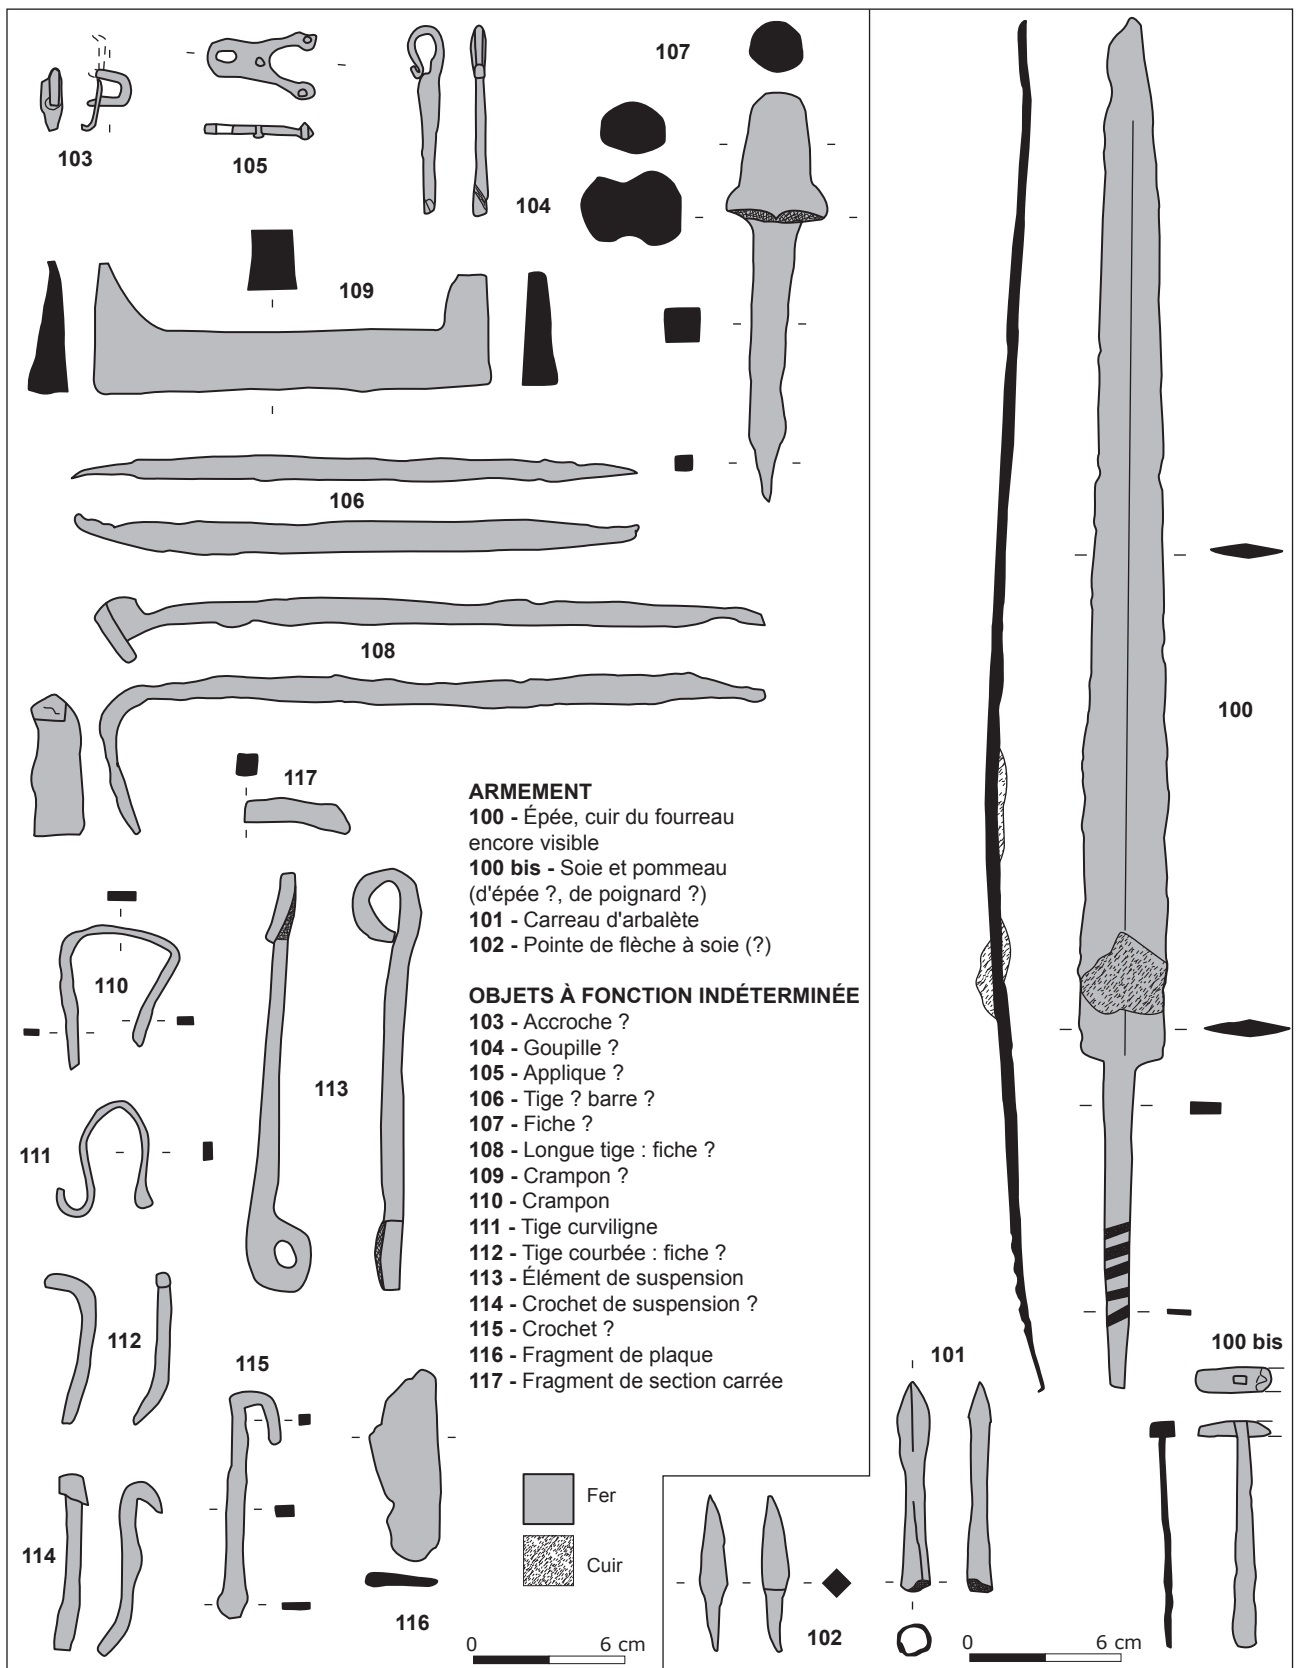 107
103
105
104
109
106
108
100
117
ARMEMENT
100 - Épée, cuir du fourreau
encore visible
100 bis - Soie et pommeau
(d'épée ?, de poignard ?)
101 - Carreau d'arbalète
102 - Pointe de flèche à soie (?)
OBJETS À FONCTION INDÉTERMINÉE
103 - Accroche ?
104 - Goupille ?
105 - Applique ?
106 - Tige ? barre ?
107 - Fiche ?
108 - Longue tige : fiche ?
109 - Crampon ?
110 - Crampon
111 - Tige curviligne
112 - Tige courbée : fiche ?
113 - Élément de suspension
114 - Crochet de suspension ?
115 - Crochet ?
116 - Fragment de plaque
117 - Fragment de section carrée
110
113
111
112
115
101
100 bis
Fer
Cuir
114
116
102
0 6 cm
0 6 cm